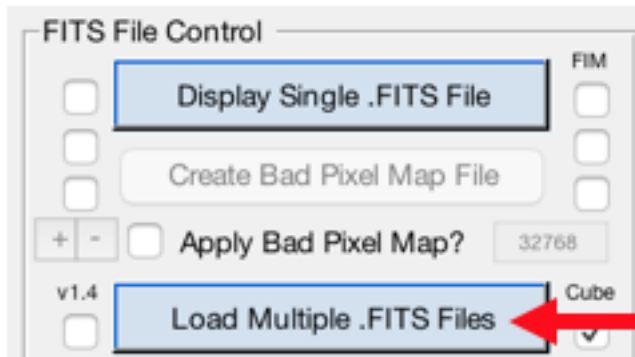 FITS File Control
FIM
Display Single .FITS File
Create Bad Pixel Map File
+ - Apply Bad Pixel Map? 32768
v1.4 Cube
Load Multiple .FITS Files